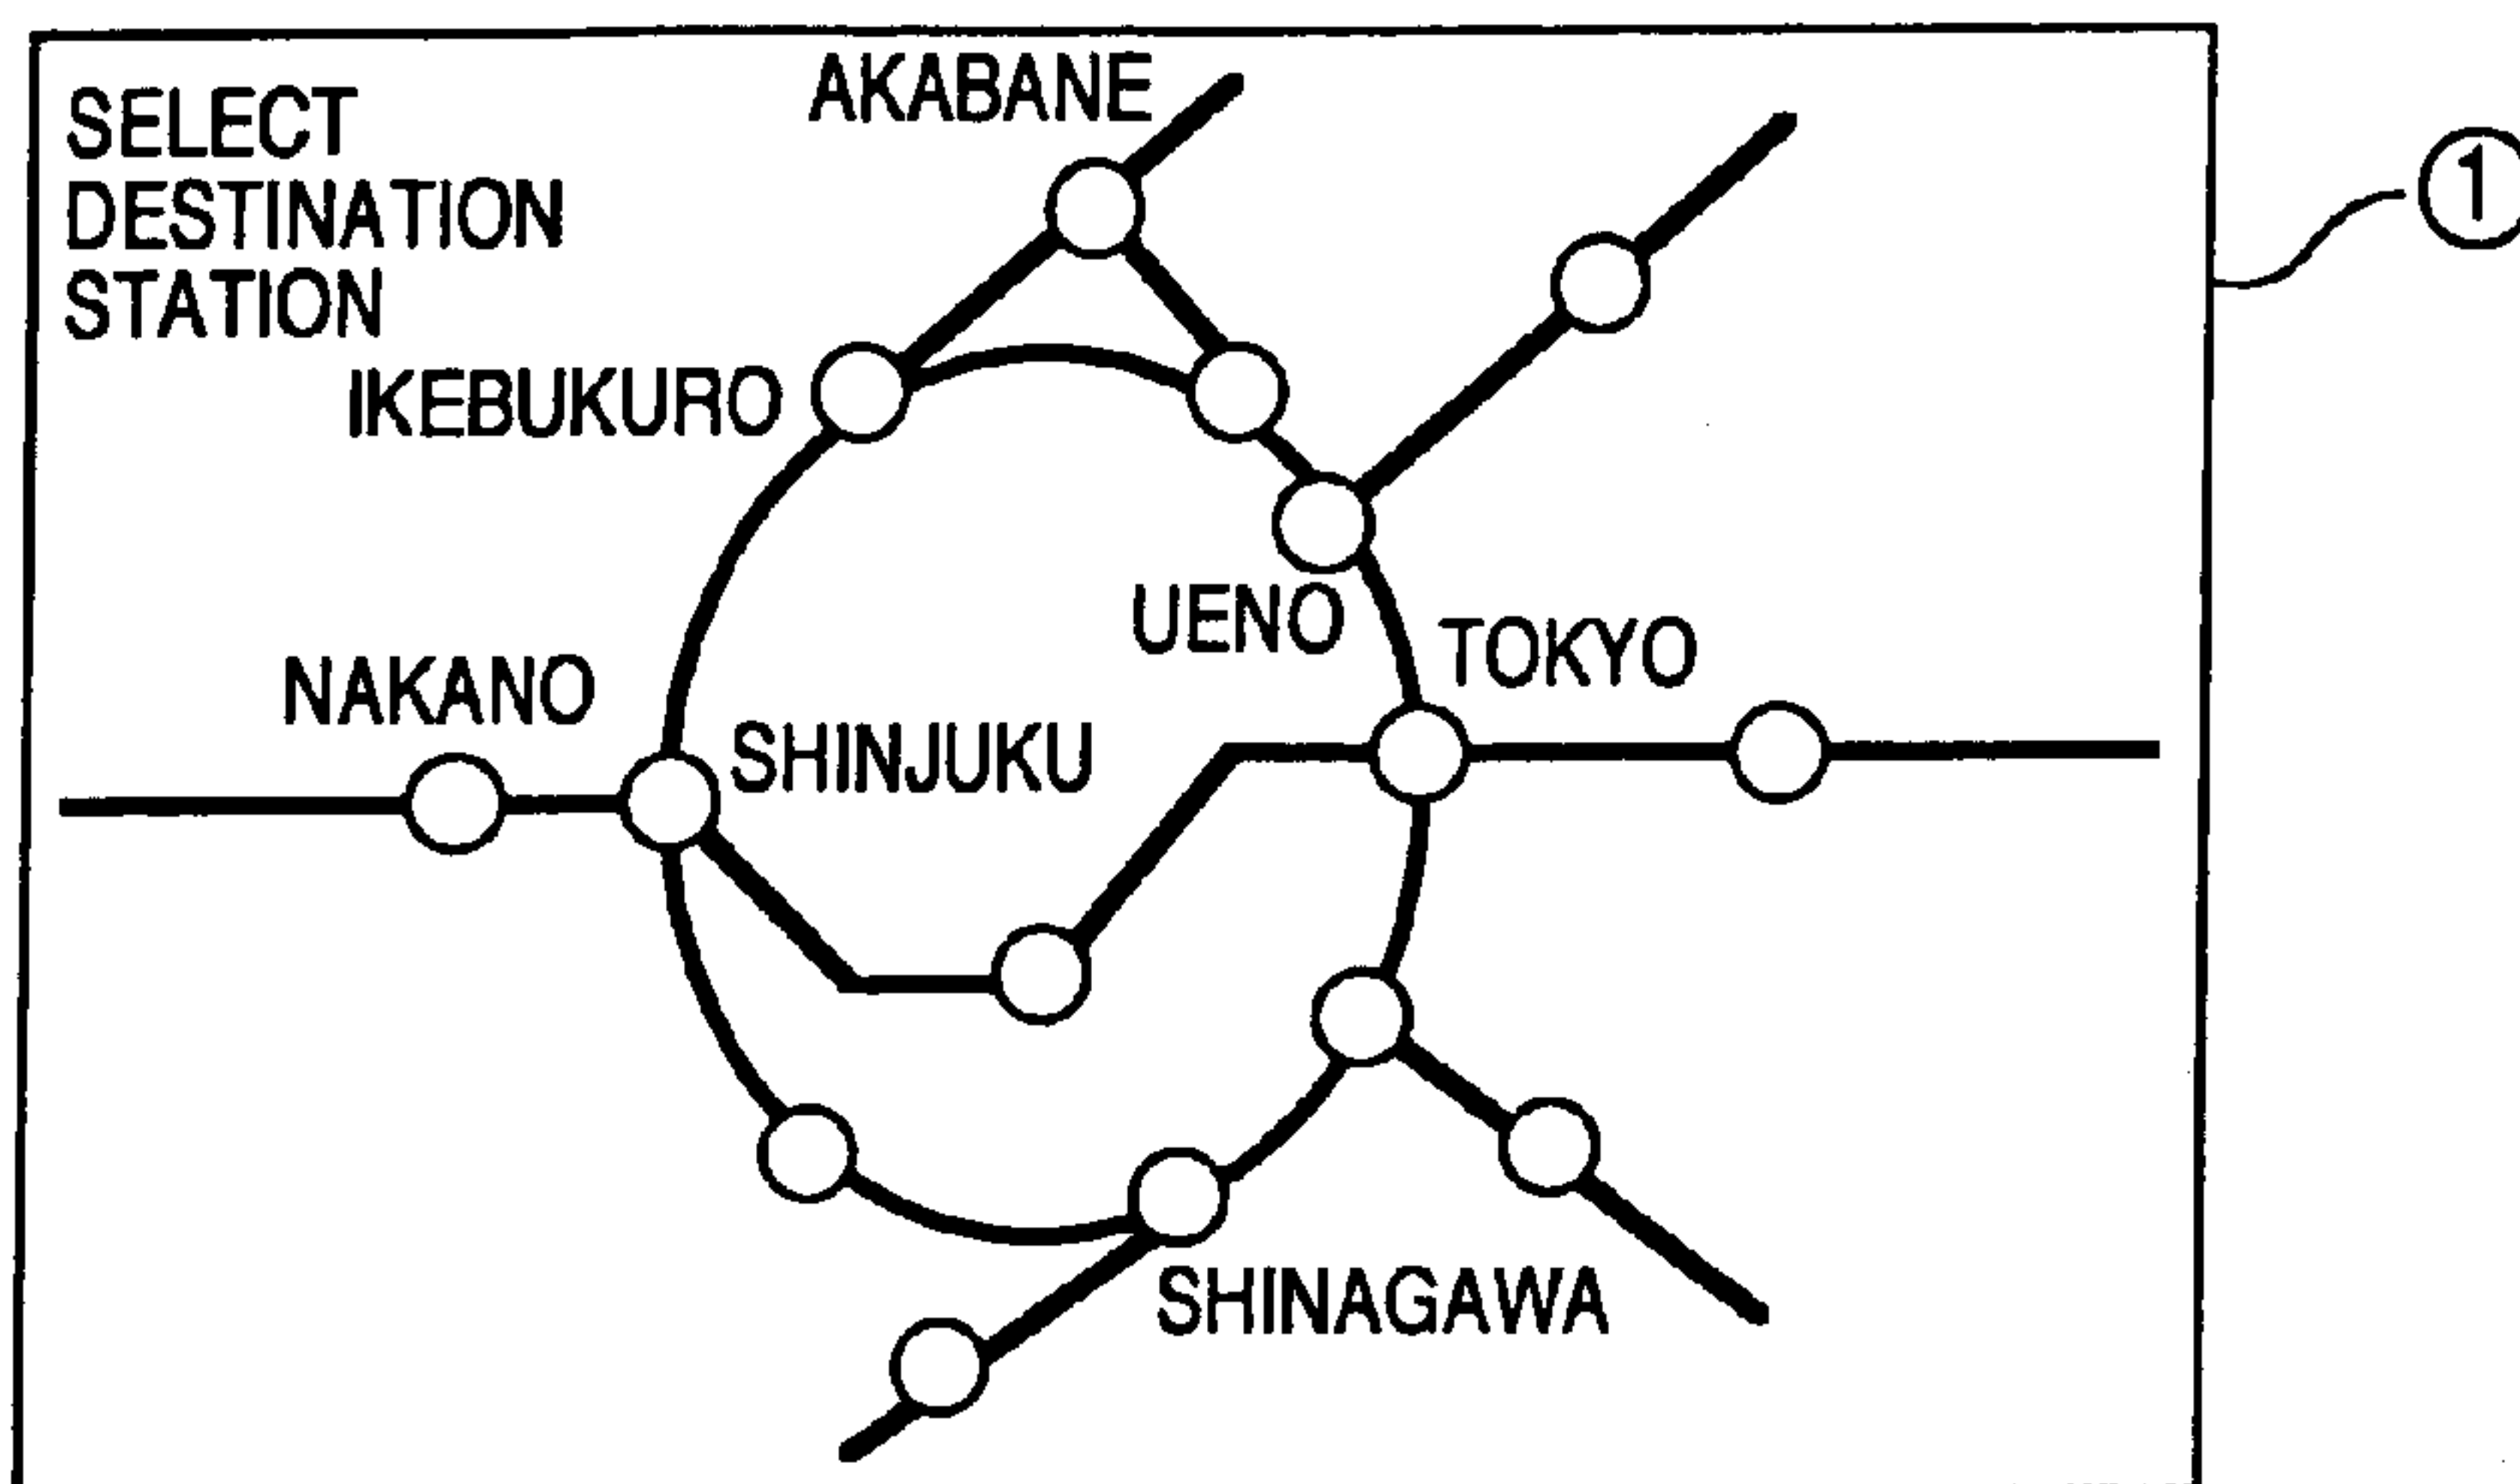 SELECT
DESTINATION
STATION
AKABANE
①
IKEBUKURO
UENO
TOKYO
NAKANO
SHINJUKU
SHINAGAWA